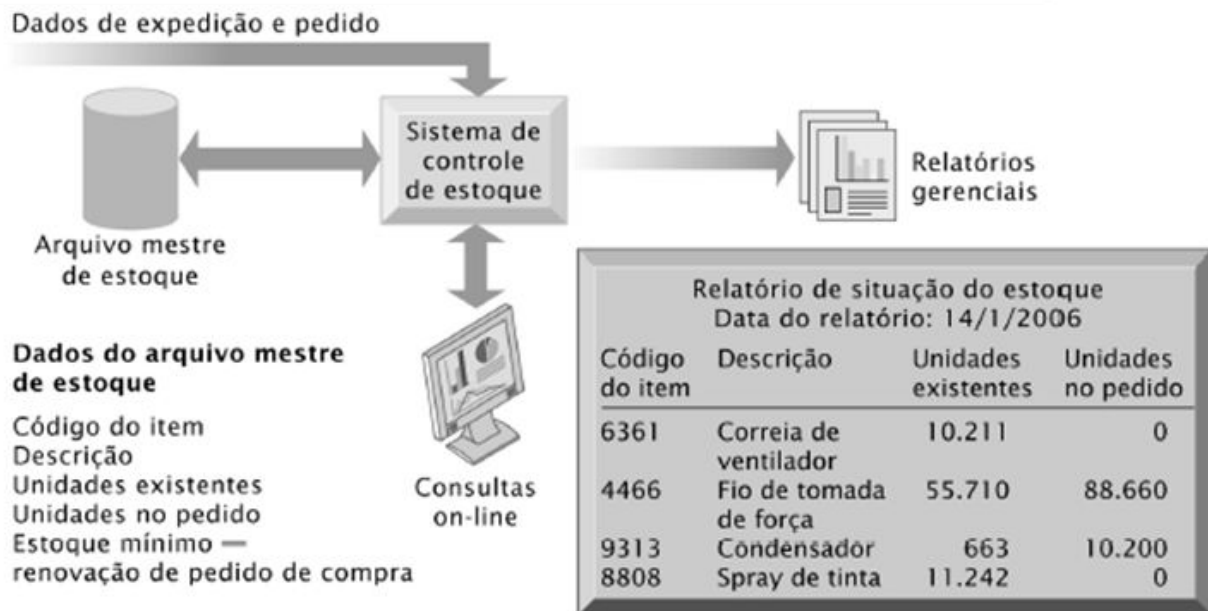 Dados de expedição e pedido
Sistema de
controle
de estoque
Relatórios
gerenciais
Arquivo mestre
de estoque
Dados do arquivo mestre
de estoque
Código do item
Descrição
Unidades existentes
Unidades no pedido
Estoque mínimo —
renovação de pedido de compra
Consultas
on-line
Relatório de situação do estoque
Data do relatório: 14/1/2006
Código do item Descrição Unidades existentes Unidades no pedido
6361 Correia de ventilador 10.211 0
4466 Fio de tomada de força 55.710 88.660
9313 Condensador 663 10.200
8808 Spray de tinta 11.242 0